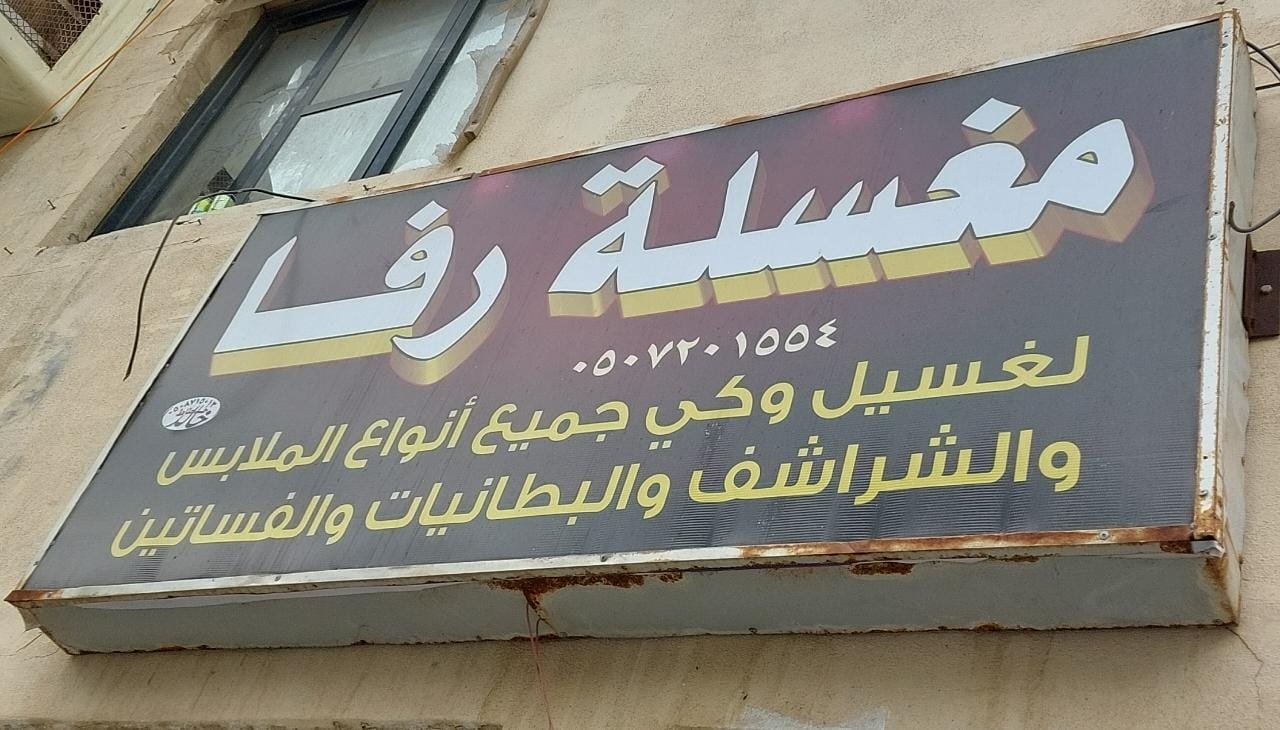 مغسلة رفا
٠٥٠٧٢٠١٥٥٤
لغسيل وكي جميع أنواع الملابس
والشراشف والبطانيات والفساتين